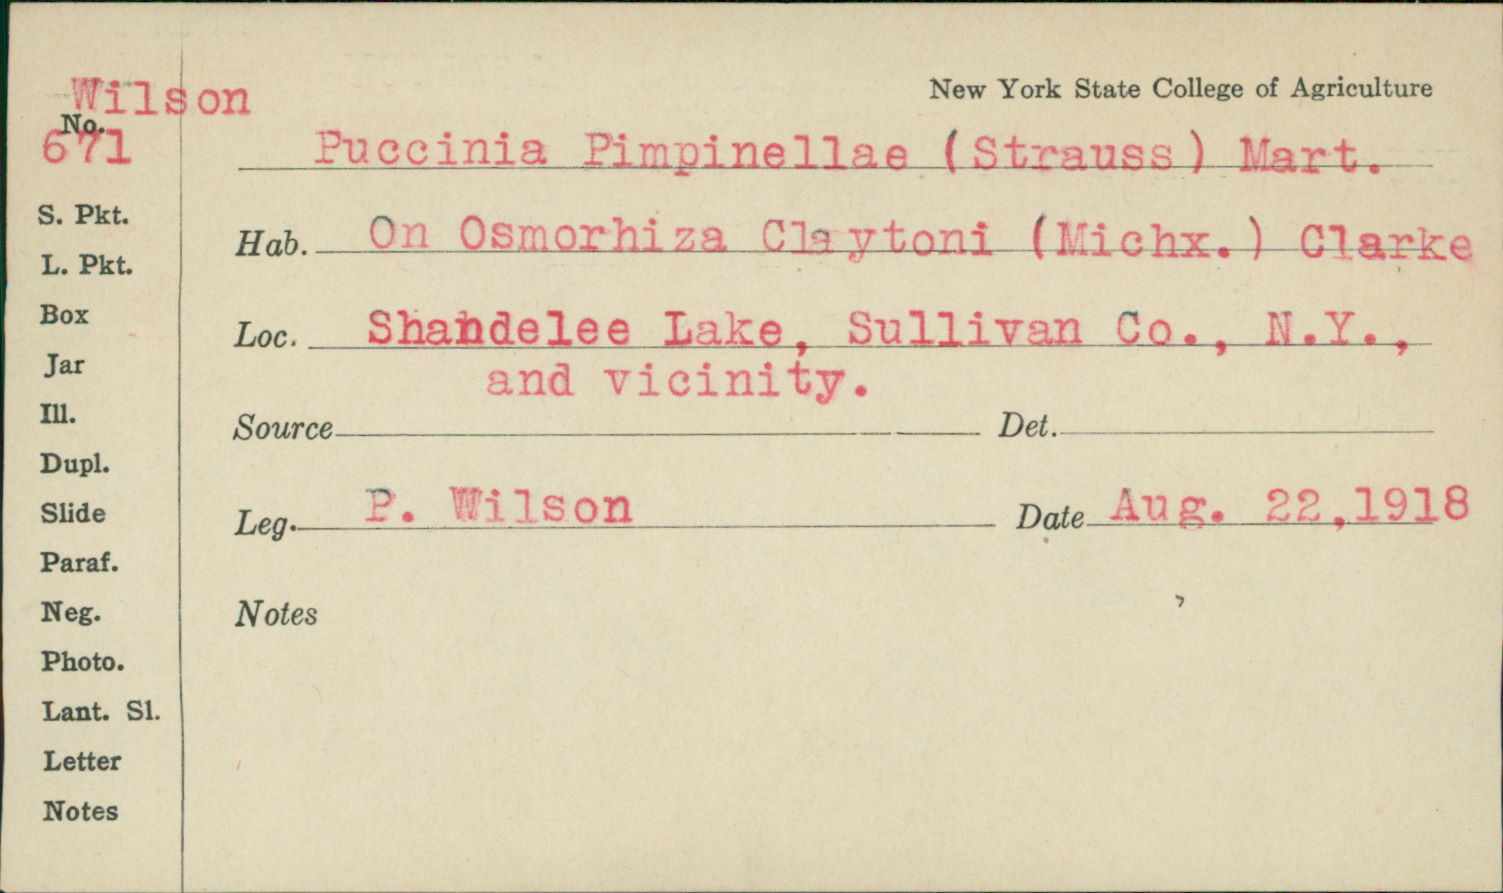 Wilson
New York State College of Agriculture
No.
671
Puccinia Pimpinellae (Strauss) Mart.
S. Pkt.
Hab. On Osmorhiza Claytoni (Michx.) Clarke
L. Pkt.
Box
Loc. Shandelee Lake, Sullivan Co., N.Y.,
Jar
and vicinity.
Ill.
Source Det.
Dupl.
Slide
Leg. P. Wilson Date Aug. 22,1918
Paraf.
Neg.
Notes
Photo.
Lant. Sl.
Letter
Notes